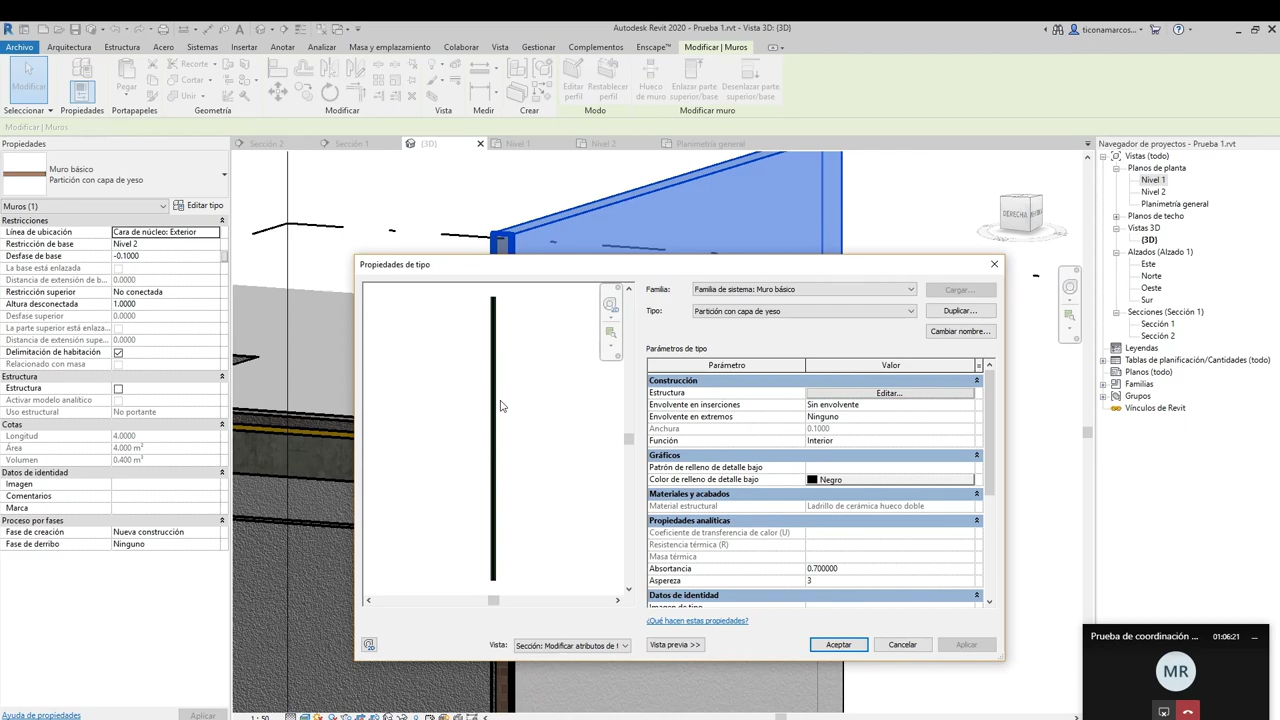 Autodesk Revit 2020 - Prueba 1.rvt - Vista 3D: {3D}
ticonamarcos...
Archivo Arquitectura Estructura Acero Sistemas Insertar Anotar Analizar Masa y emplazamiento Colaborar Vista Gestionar Complementos Enscape™ Modificar | Muros
Modificar
Propiedades
Pegar
Recorte
Cortar
Unir
Editar perfil
Restablecer perfil
Hueco de muro
Enlazar parte superior/base
Desenlazar parte superior/base
Seleccionar Propiedades Portapapeles Geometría Modificar Vista Medir Crear Modo Modificar muro
Modificar | Muros
Propiedades
Sección 2 Sección 1 {3D} Nivel 1 Nivel 2 Planimetría general
Muro básico
Partición con capa de yeso
Muros (1) Editar tipo
Restricciones
Línea de ubicación Cara de núcleo: Exterior
Restricción de base Nivel 2
Desfase de base -0.1000
La base está enlazada
Distancia de extensión de b... 0.0000
Restricción superior No conectada
Altura desconectada 1.0000
Desfase superior 0.0000
La parte superior está enlaza...
Distancia de extensión supe... 0.0000
Delimitación de habitación
Relacionado con masa
Estructura
Estructura
Activar modelo analítico
Uso estructural No portante
Cotas
Longitud 4.0000
Área 4.000 m²
Volumen 0.400 m³
Datos de identidad
Imagen
Comentarios
Marca
Proceso por fases
Fase de creación Nueva construcción
Fase de derribo Ninguno
Ayuda de propiedades Aplicar
1 : 50
DERECHA
Propiedades de tipo
Familia: Familia de sistema: Muro básico Cargar...
Tipo: Partición con capa de yeso Duplicar...
Cambiar nombre...
Parámetros de tipo
Parámetro Valor =
Construcción
Estructura Editar...
Envolvente en inserciones Sin envolvente
Envolvente en extremos Ninguno
Anchura 0.1000
Función Interior
Gráficos
Patrón de relleno de detalle bajo
Color de relleno de detalle bajo Negro
Materiales y acabados
Material estructural Ladrillo de cerámica hueco doble
Propiedades analíticas
Coeficiente de transferencia de calor (U)
Resistencia térmica (R)
Masa térmica
Absortancia 0.700000
Aspereza 3
Datos de identidad
Imagen de tipo
¿Qué hacen estas propiedades?
Vista: Sección: Modificar atributos de t Vista previa >> Aceptar Cancelar Aplicar
Navegador de proyectos - Prueba 1.rvt
Vistas (todo)
Planos de planta
Nivel 1
Nivel 2
Planimetría general
Planos de techo
Vistas 3D
{3D}
Alzados (Alzado 1)
Este
Norte
Oeste
Sur
Secciones (Sección 1)
Sección 1
Sección 2
Leyendas
Tablas de planificación/Cantidades (todo)
Planos (todo)
Familias
Grupos
Vínculos de Revit
Prueba de coordinación ... 01:06:21
MR